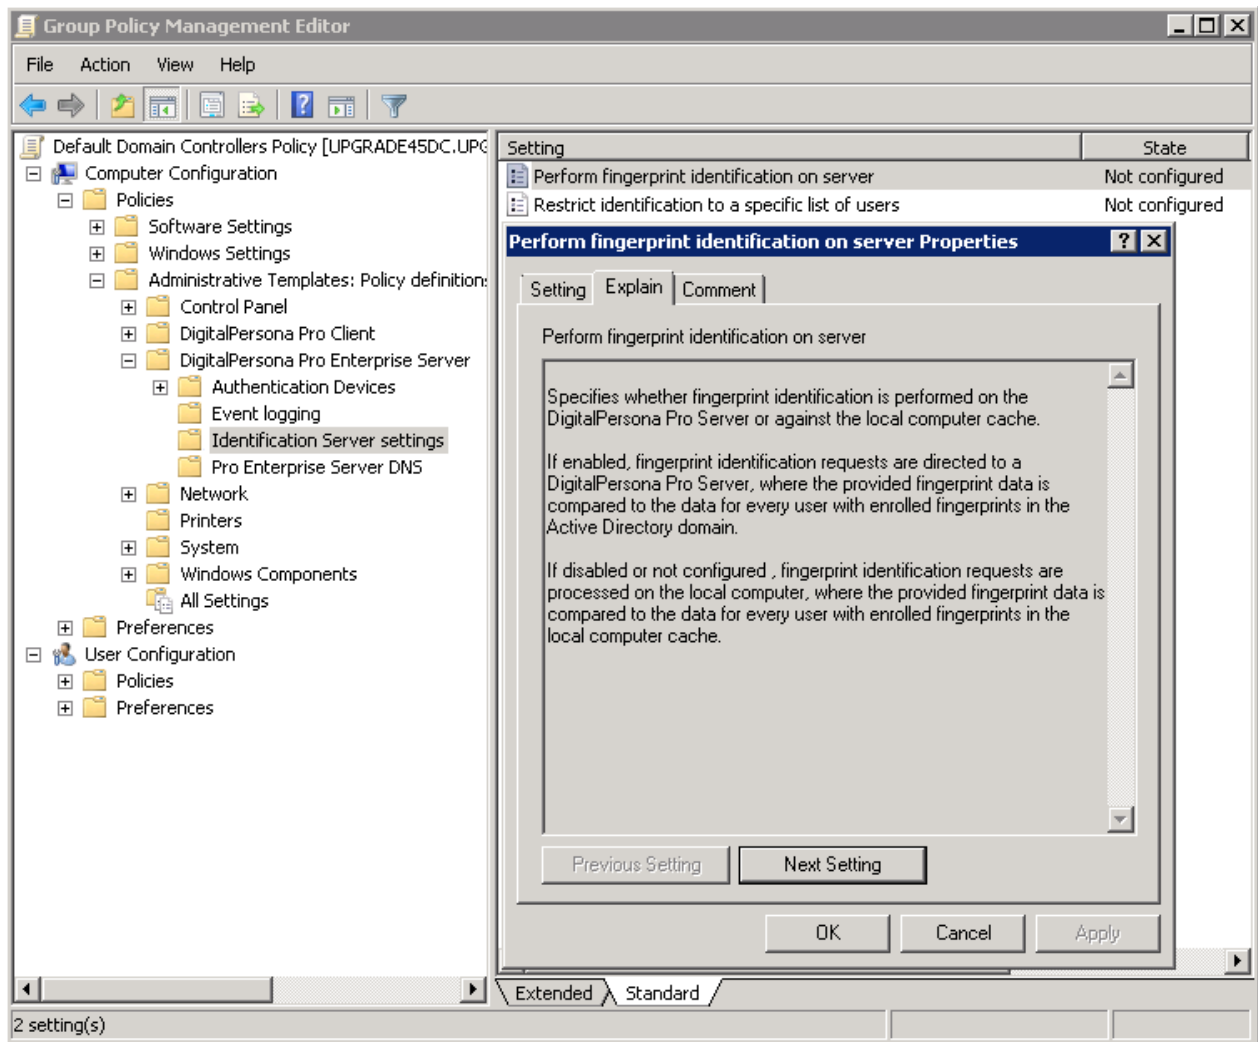 Group Policy Management Editor
File Action View Help
Default Domain Controllers Policy [UPGRADE45DC.UPG
Computer Configuration
Policies
Software Settings
Windows Settings
Administrative Templates: Policy definition
Control Panel
DigitalPersona Pro Client
DigitalPersona Pro Enterprise Server
Authentication Devices
Event logging
Identification Server settings
Pro Enterprise Server DNS
Network
Printers
System
Windows Components
All Settings
Preferences
User Configuration
Policies
Preferences
Setting State
Perform fingerprint identification on server Not configured
Restrict identification to a specific list of users Not configured
Perform fingerprint identification on server Properties
Setting Explain Comment
Perform fingerprint identification on server
Specifies whether fingerprint identification is performed on the
DigitalPersona Pro Server or against the local computer cache.
If enabled, fingerprint identification requests are directed to a
DigitalPersona Pro Server, where the provided fingerprint data is
compared to the data for every user with enrolled fingerprints in the
Active Directory domain.
If disabled or not configured , fingerprint identification requests are
processed on the local computer, where the provided fingerprint data is
compared to the data for every user with enrolled fingerprints in the
local computer cache.
Previous Setting Next Setting
OK Cancel Apply
Extended Standard
2 setting(s)